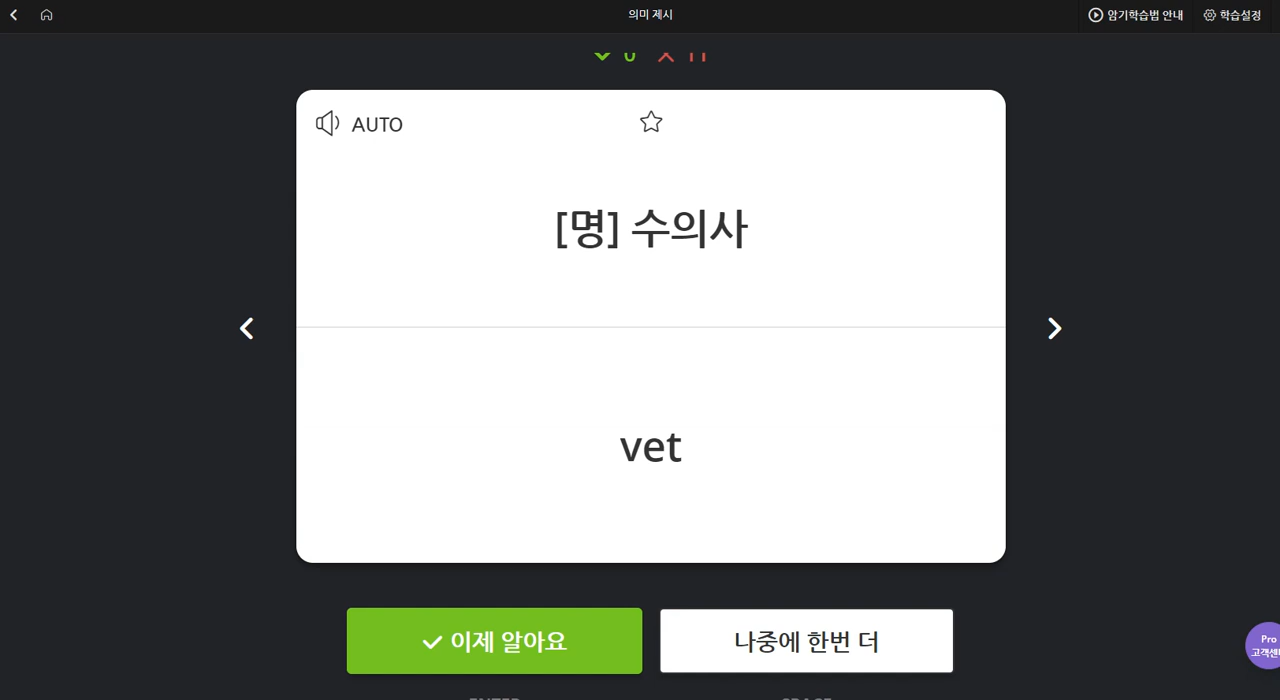 의미 제시
암기학습법 안내
학습설정
AUTO
[명] 수의사
vet
이제 알아요
나중에 한번 더
Pro